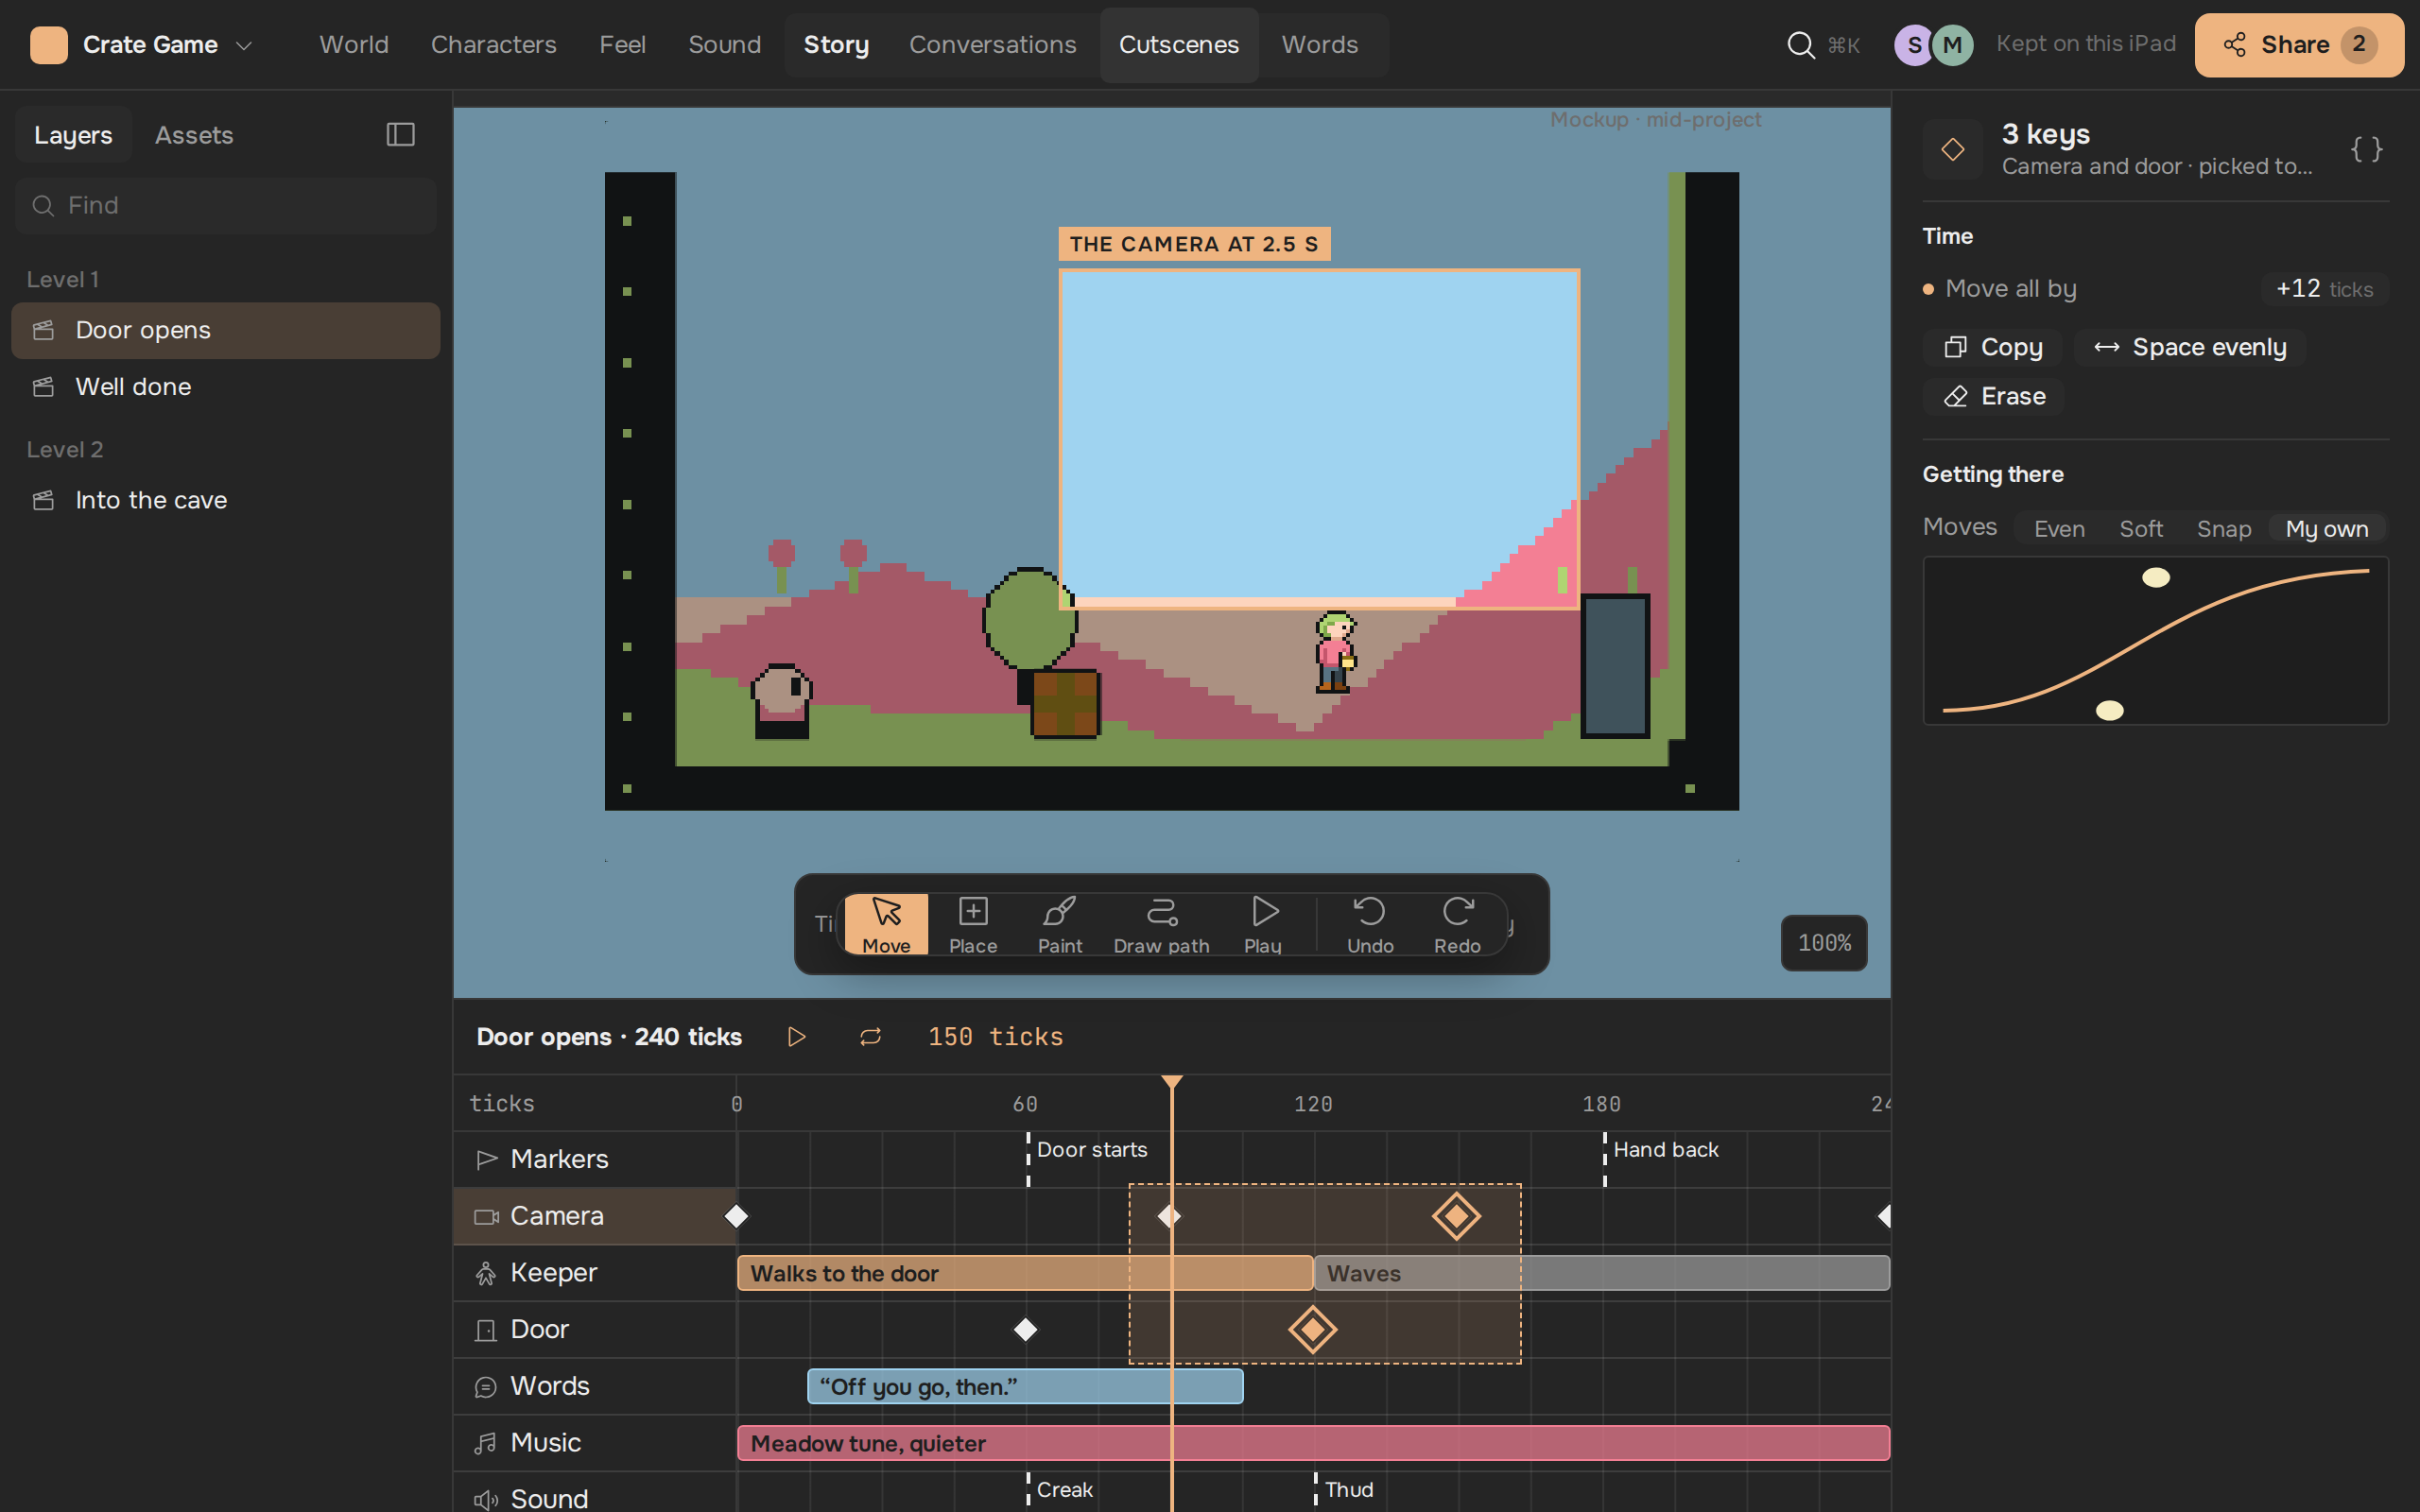 Crate Game World Characters Feel Sound Story Conversations Cutscenes Words ⌘K S M Kept on this iPad Share 2
Layers Assets
Find
Level 1
Door opens
Well done
Level 2
Into the cave
Mockup · mid-project
THE CAMERA AT 2.5 S
Move Place Paint Draw path Play Undo Redo
100%
Door opens · 240 ticks 150 ticks
ticks 0 60 120 180
Markers Door starts Hand back
Camera
Keeper Walks to the door Waves
Door
Words “Off you go, then.”
Music Meadow tune, quieter
Sound Creak Thud
3 keys
Camera and door · picked to...
{ }
Time
Move all by +12 ticks
Copy Space evenly
Erase
Getting there
Moves Even Soft Snap My own